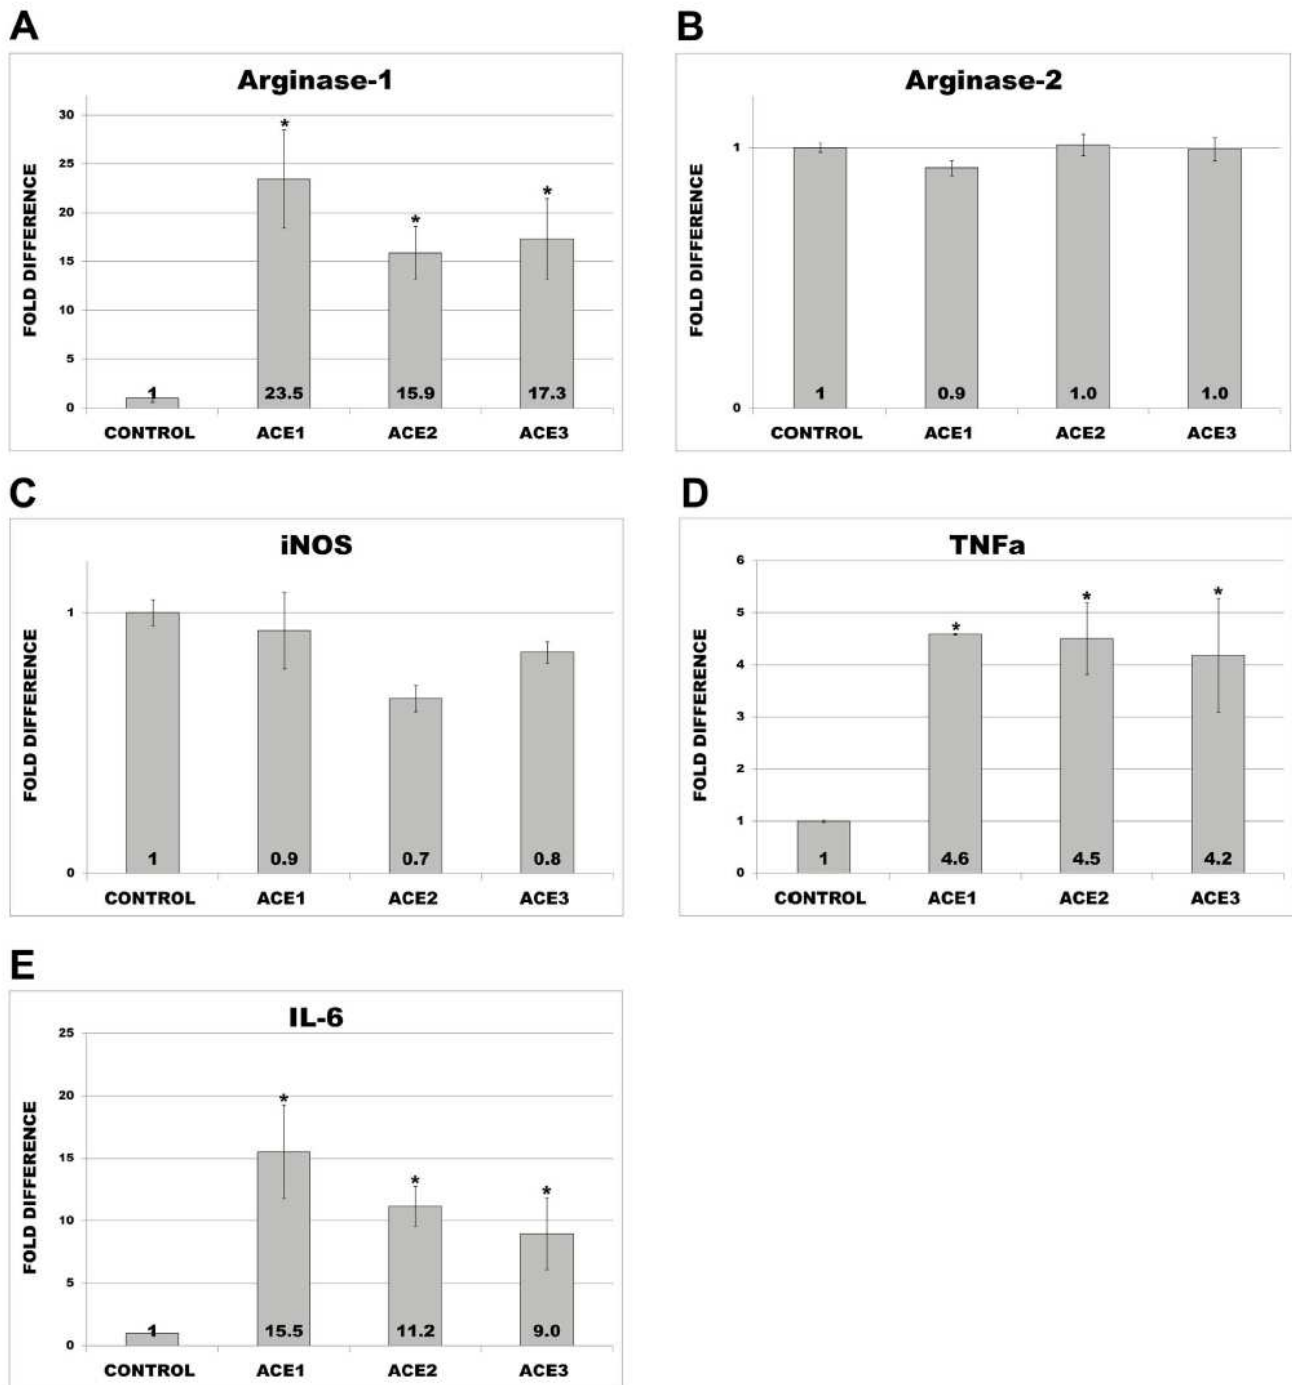 A
Arginase-1
FOLD DIFFERENCE
30
25
20
15
10
5
0
* * *
1 23.5 15.9 17.3
CONTROL ACE1 ACE2 ACE3
B
Arginase-2
FOLD DIFFERENCE
1
0
1 0.9 1.0 1.0
CONTROL ACE1 ACE2 ACE3
C
iNOS
FOLD DIFFERENCE
1
0
1 0.9 0.7 0.8
CONTROL ACE1 ACE2 ACE3
D
TNFa
FOLD DIFFERENCE
6
5
4
3
2
1
0
* * *
1 4.6 4.5 4.2
CONTROL ACE1 ACE2 ACE3
E
IL-6
FOLD DIFFERENCE
25
20
15
10
5
0
* * *
1 15.5 11.2 9.0
CONTROL ACE1 ACE2 ACE3